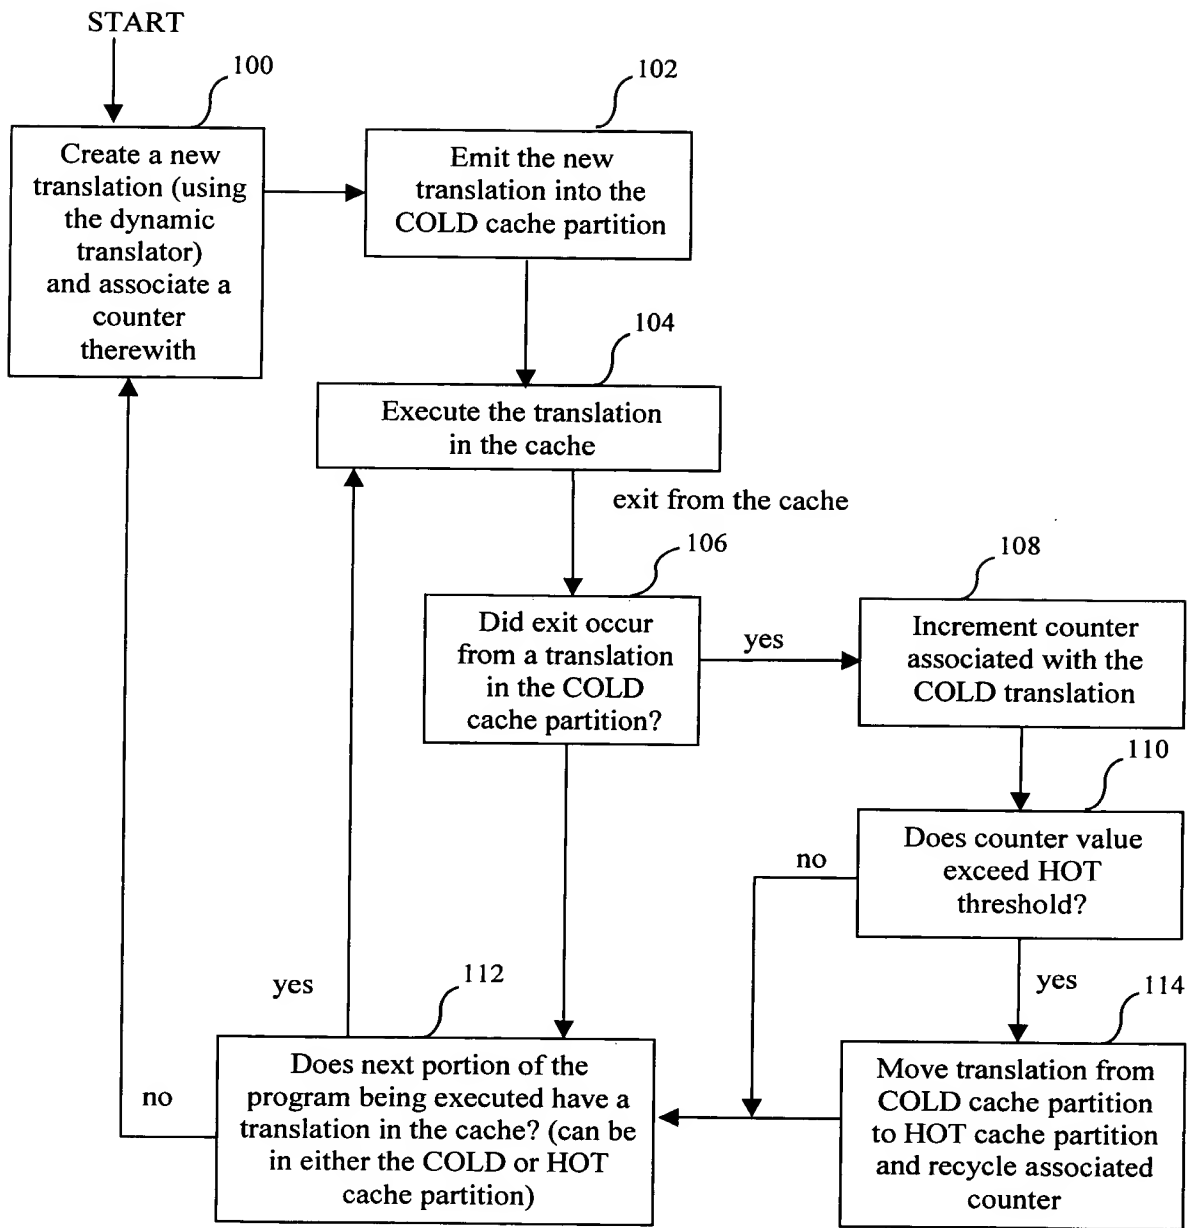 START
100
Create a new
translation (using
the dynamic
translator)
and associate a
counter
therewith
102
Emit the new
translation into the
COLD cache partition
104
Execute the translation
in the cache
exit from the cache
106
Did exit occur
from a translation
in the COLD
cache partition?
yes
108
Increment counter
associated with the
COLD translation
110
Does counter value
exceed HOT
threshold?
no
yes
114
Move translation from
COLD cache partition
to HOT cache partition
and recycle associated
counter
112
Does next portion of the
program being executed have a
translation in the cache? (can be
in either the COLD or HOT
cache partition)
yes
no